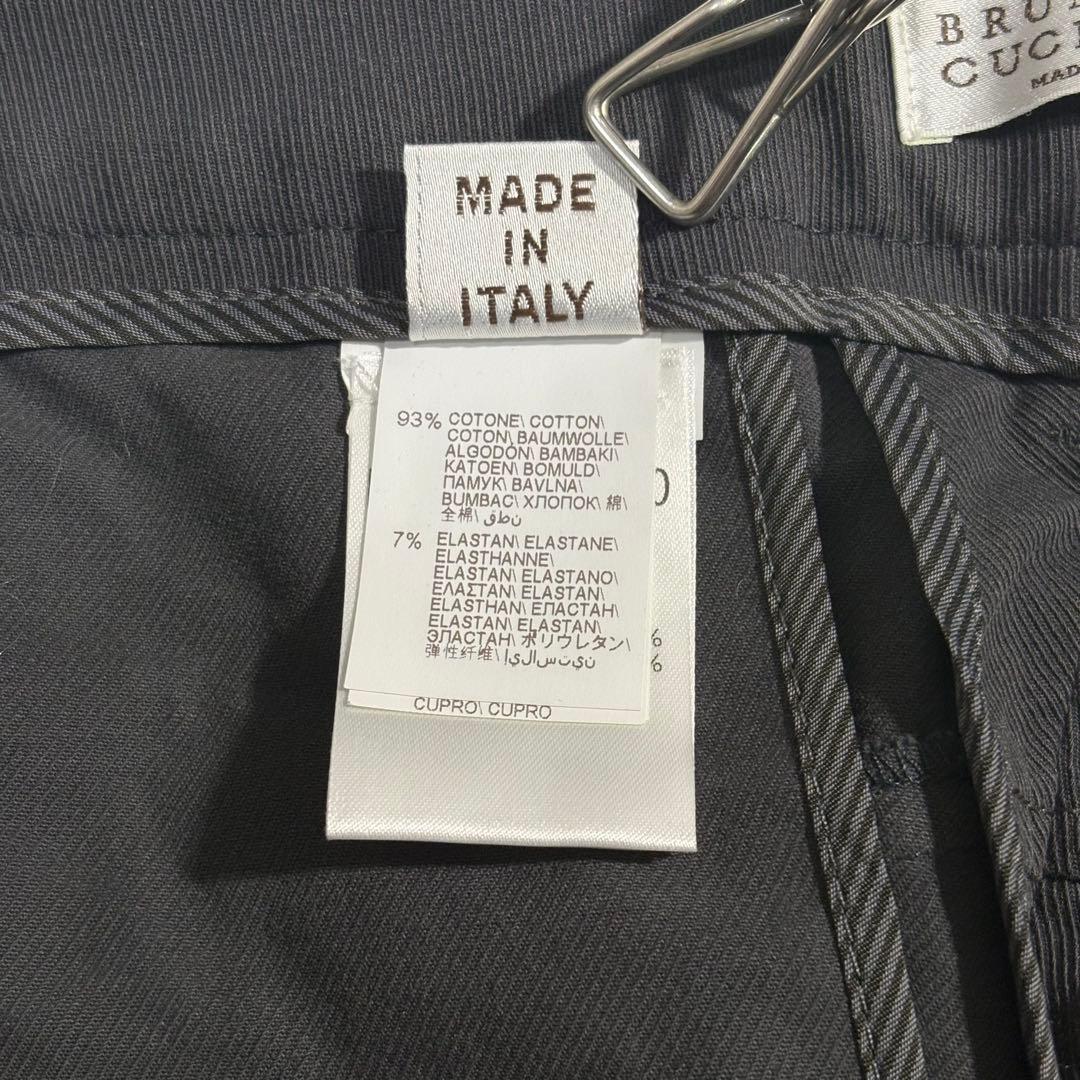 BRU
CUC
MAD
MADE
IN
ITALY
93% COTONE\ COTTON\
COTON\ BAUMWOLLE\
ALGODÓN\ BAMBAKI\
KATOEN\ BOMULD\
ПАМУК\ BAVLNA\
BUMBAC\ ХЛОПОК\ 綿\
全棉\ قطن
7% ELASTAN\ ELASTANE\
ELASTHANNE\
ELASTAN\ ELASTANO\
ΕΛΑΣΤΑΝ\ ELASTAN\
ELASTHAN\ ЕЛАСТАН\
ELASTAN\ ELASTAN\
ЭЛАСТАН\ ポリウレタン\
弹性纤维\ إيلاستين
0
%
%
CUPRO\ CUPRO